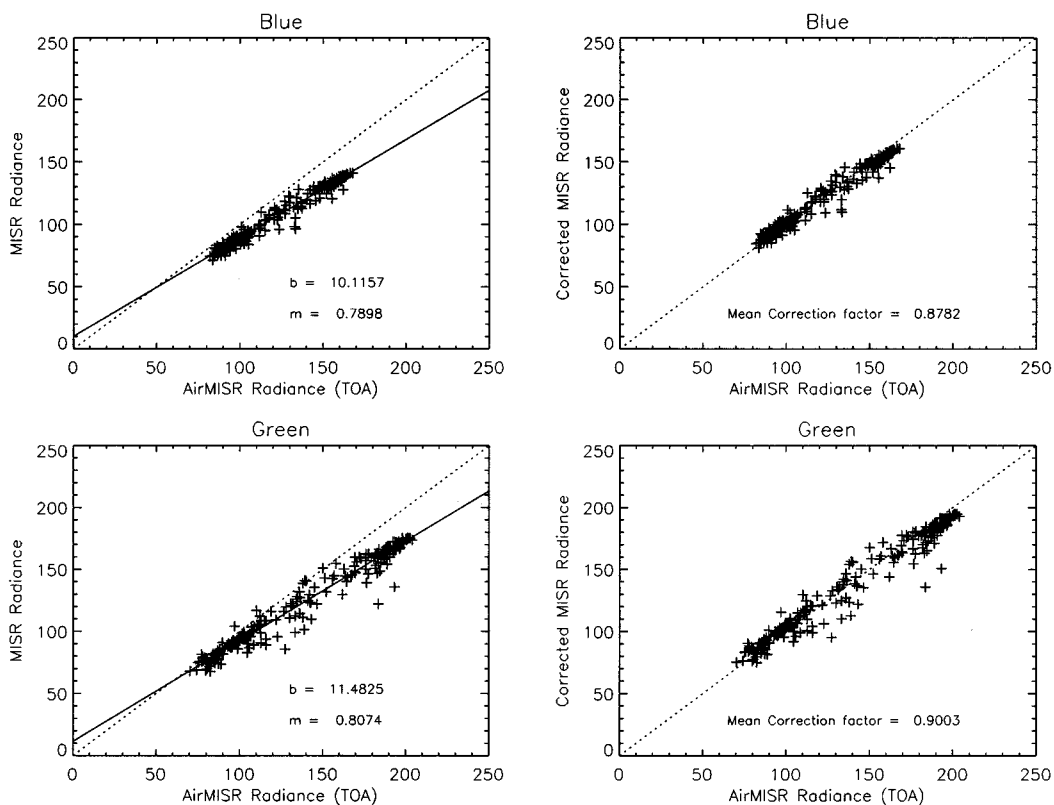 Blue
250
200
150
100
50
0
MISR Radiance
b = 10.1157
m = 0.7898
0 50 100 150 200 250
AirMISR Radiance (TOA)
Blue
250
200
150
100
50
0
Corrected MISR Radiance
Mean Correction factor = 0.8782
0 50 100 150 200 250
AirMISR Radiance (TOA)
Green
250
200
150
100
50
0
MISR Radiance
b = 11.4825
m = 0.8074
0 50 100 150 200 250
AirMISR Radiance (TOA)
Green
250
200
150
100
50
0
Corrected MISR Radiance
Mean Correction factor = 0.9003
0 50 100 150 200 250
AirMISR Radiance (TOA)